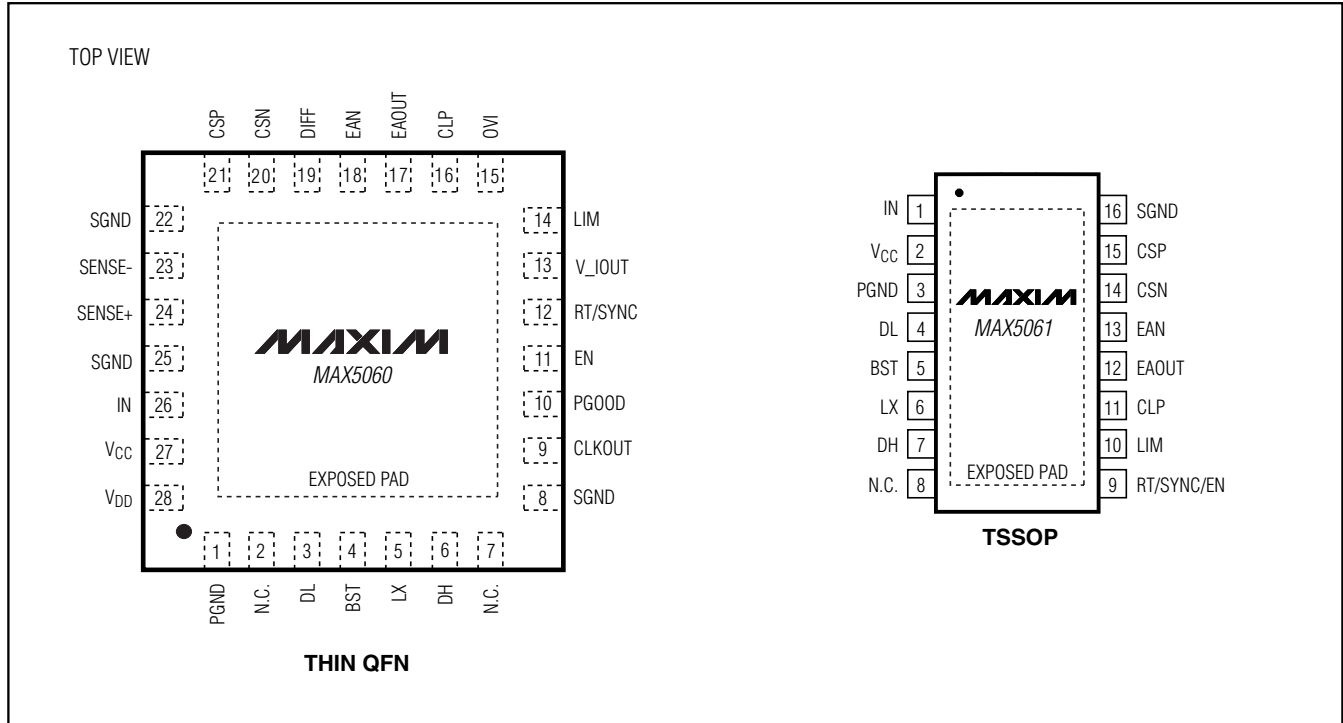 TOP VIEW
CSP CSN DIFF EAN EAOUT CLP OVI
21 20 19 18 17 16 15
SGND 22
SENSE- 23
SENSE+ 24
SGND 25
IN 26
VCC 27
VDD 28
14 LIM
13 V_IOUT
12 RT/SYNC
11 EN
10 PGOOD
9 CLKOUT
8 SGND
MAXIM
MAX5060
EXPOSED PAD
1 2 3 4 5 6 7
PGND N.C. DL BST LX DH N.C.
THIN QFN
IN 1
VCC 2
PGND 3
DL 4
BST 5
LX 6
DH 7
N.C. 8
16 SGND
15 CSP
14 CSN
13 EAN
12 EAOUT
11 CLP
10 LIM
9 RT/SYNC/EN
MAXIM
MAX5061
EXPOSED PAD
TSSOP